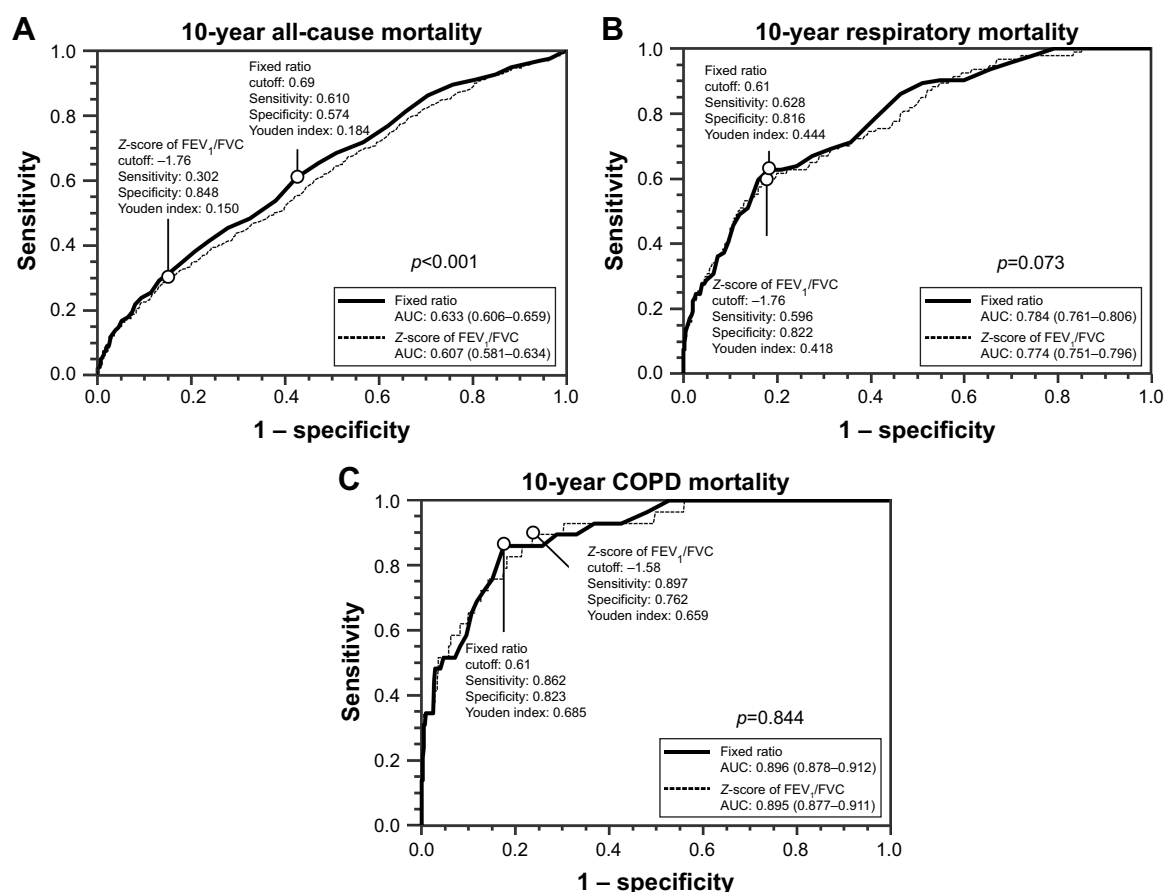 A
10-year all-cause mortality
Sensitivity
1.0
0.8
0.6
0.4
0.2
0.0
Fixed ratio
cutoff: 0.69
Sensitivity: 0.610
Specificity: 0.574
Youden index: 0.184
Z-score of FEV1/FVC
cutoff: –1.76
Sensitivity: 0.302
Specificity: 0.848
Youden index: 0.150
p<0.001
Fixed ratio
AUC: 0.633 (0.606–0.659)
Z-score of FEV1/FVC
AUC: 0.607 (0.581–0.634)
0.0 0.2 0.4 0.6 0.8 1.0
1 – specificity
B
10-year respiratory mortality
Sensitivity
1.0
0.8
0.6
0.4
0.2
0.0
Fixed ratio
cutoff: 0.61
Sensitivity: 0.628
Specificity: 0.816
Youden index: 0.444
Z-score of FEV1/FVC
cutoff: –1.76
Sensitivity: 0.596
Specificity: 0.822
Youden index: 0.418
p=0.073
Fixed ratio
AUC: 0.784 (0.761–0.806)
Z-score of FEV1/FVC
AUC: 0.774 (0.751–0.796)
0.0 0.2 0.4 0.6 0.8 1.0
1 – specificity
C
10-year COPD mortality
Sensitivity
1.0
0.8
0.6
0.4
0.2
0.0
Z-score of FEV1/FVC
cutoff: –1.58
Sensitivity: 0.897
Specificity: 0.762
Youden index: 0.659
Fixed ratio
cutoff: 0.61
Sensitivity: 0.862
Specificity: 0.823
Youden index: 0.685
p=0.844
Fixed ratio
AUC: 0.896 (0.878–0.912)
Z-score of FEV1/FVC
AUC: 0.895 (0.877–0.911)
0.0 0.2 0.4 0.6 0.8 1.0
1 – specificity